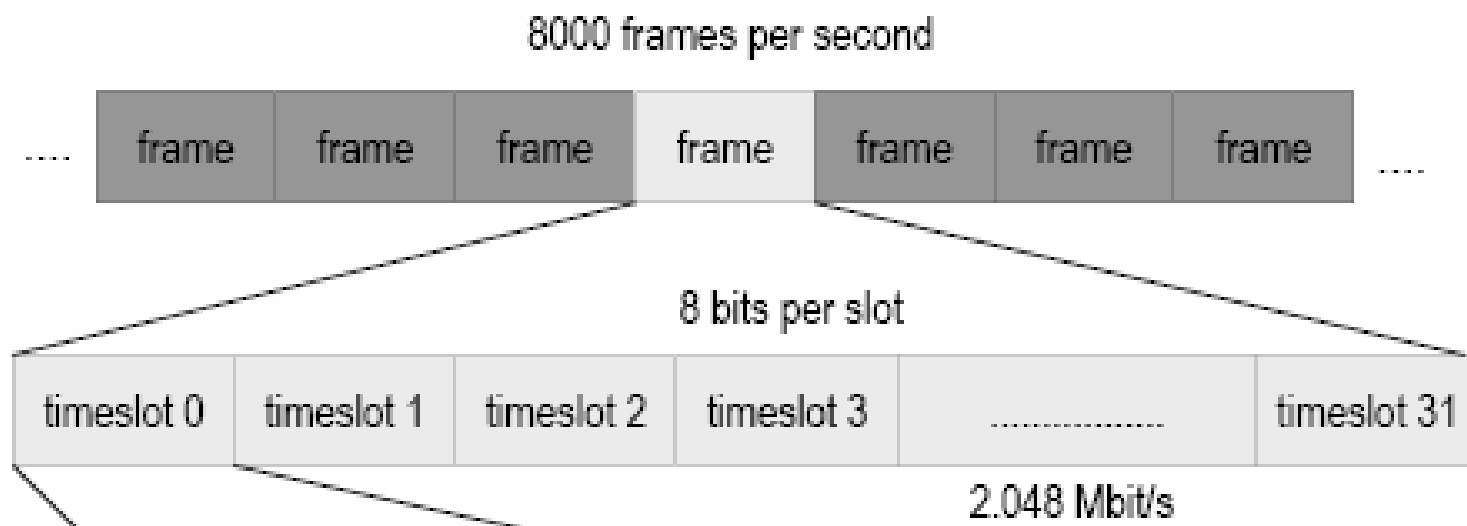 8000 frames per second
..... frame frame frame frame frame frame frame .....
8 bits per slot
timeslot 0 timeslot 1 timeslot 2 timeslot 3 .................. timeslot 31
2.048 Mbit/s